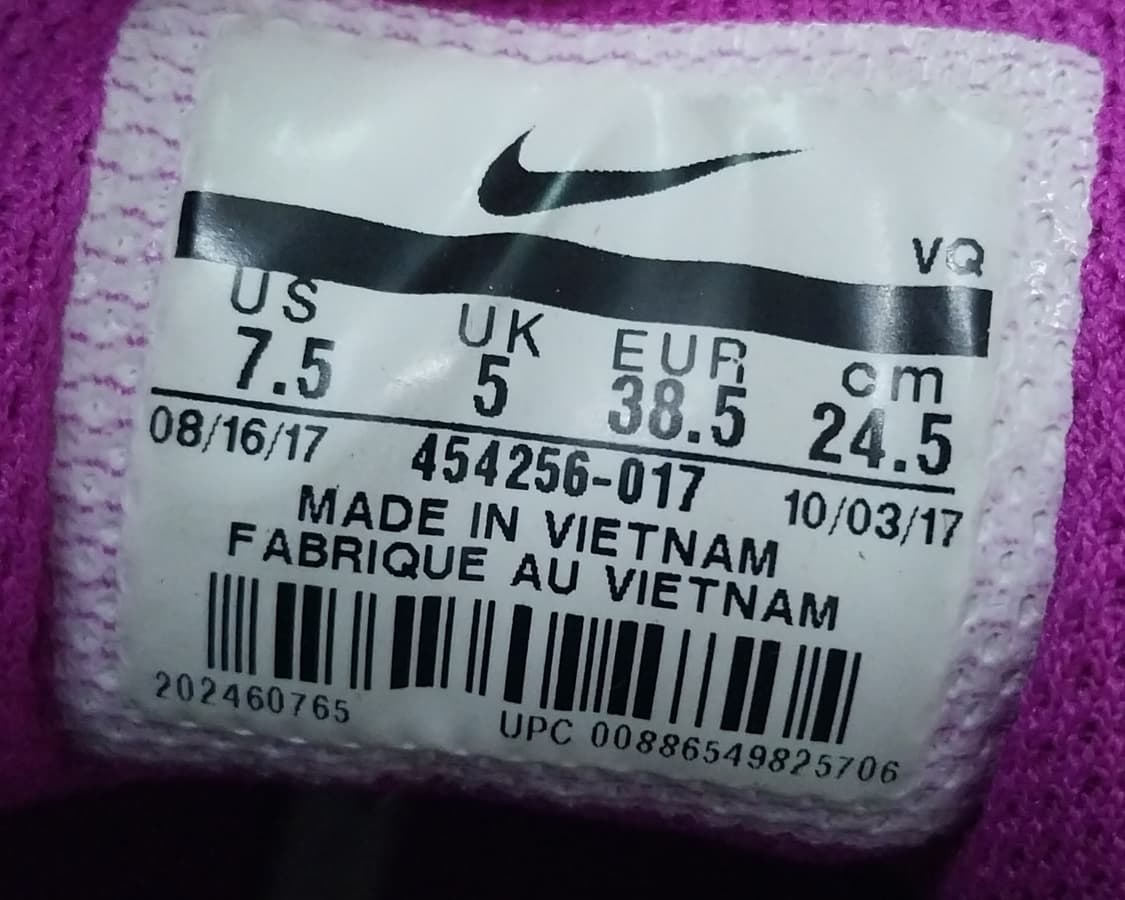 VQ
US UK EUR cm
7.5 5 38.5 24.5
08/16/17 454256-017 10/03/17
MADE IN VIETNAM
FABRIQUE AU VIETNAM
202460765 UPC 00886549825706